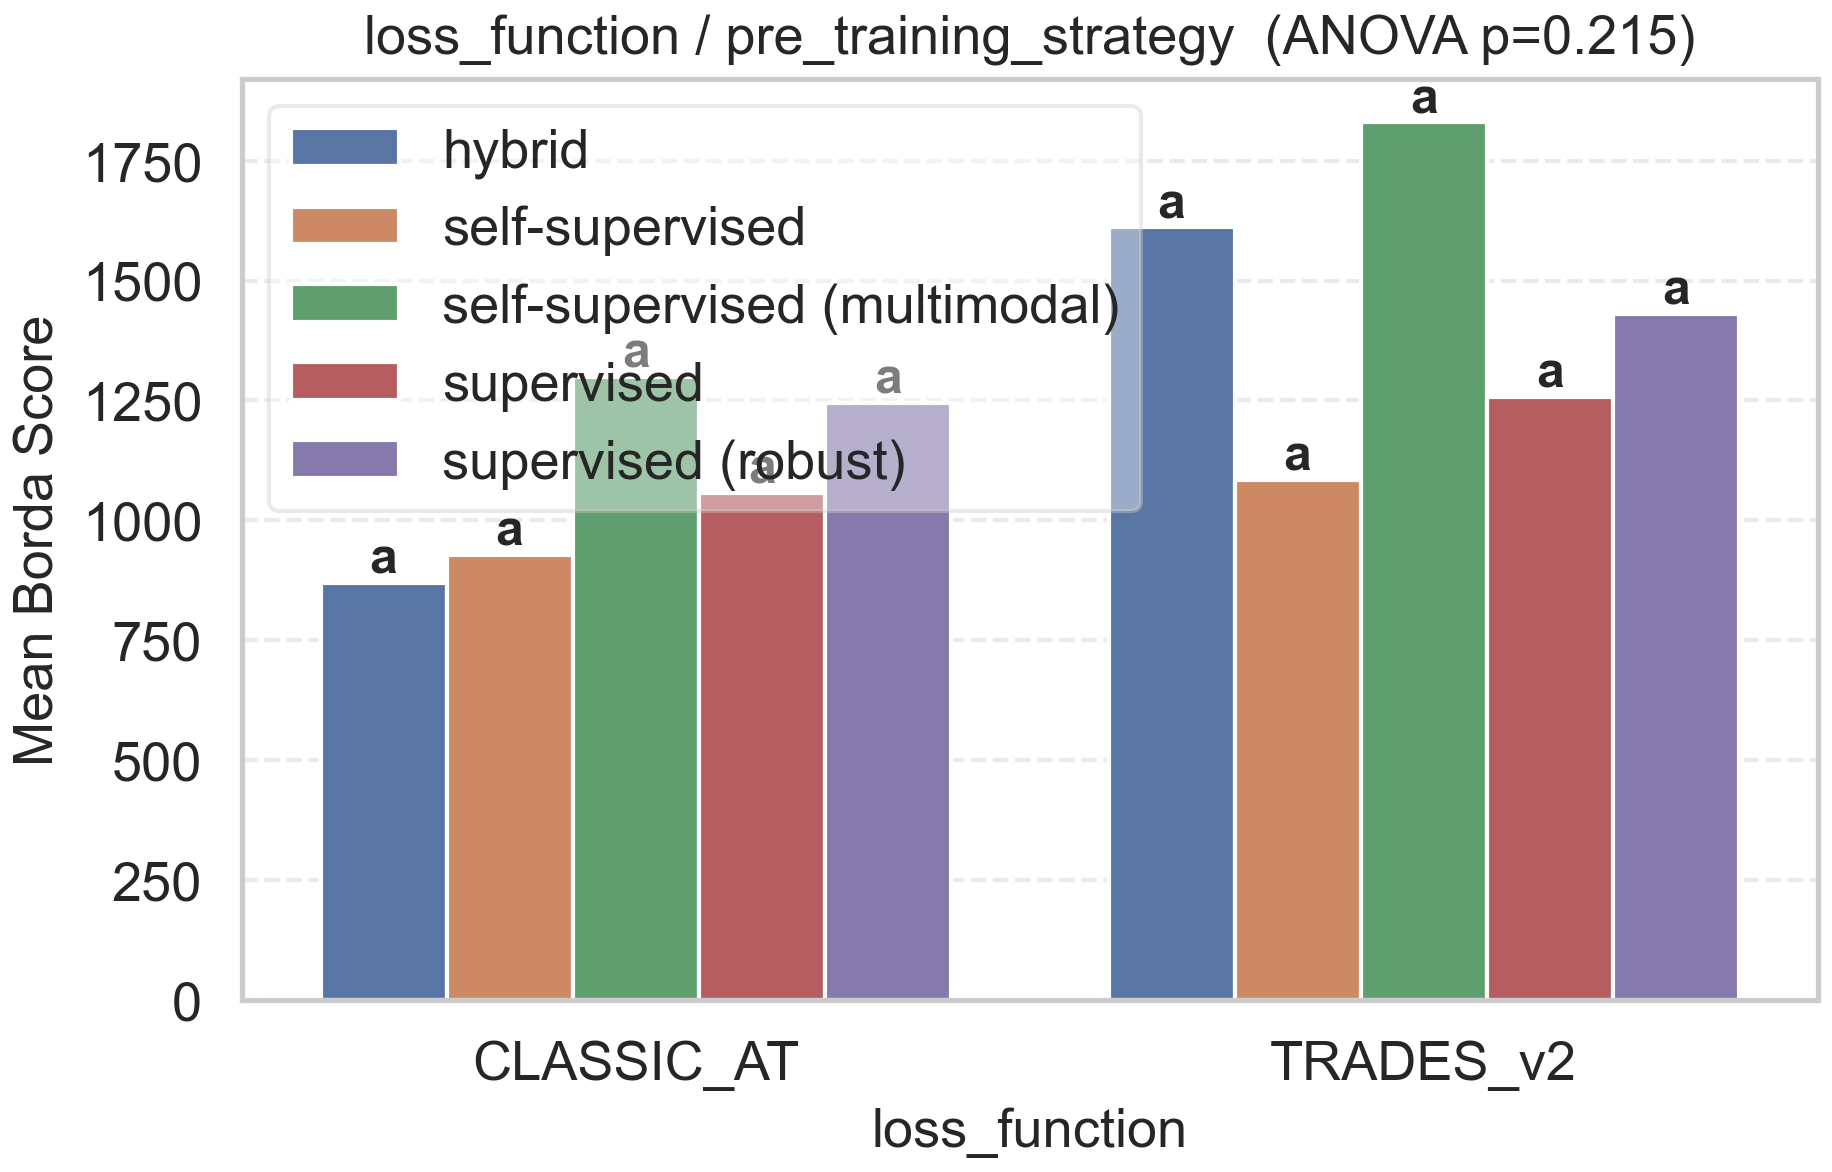 loss_function / pre_training_strategy (ANOVA p=0.215)
Mean Borda Score
1750
1500
1250
1000
750
500
250
0
hybrid
self-supervised
self-supervised (multimodal)
supervised
supervised (robust)
a
a
a
a
a
a
a
a
a
a
CLASSIC_AT
TRADES_v2
loss_function